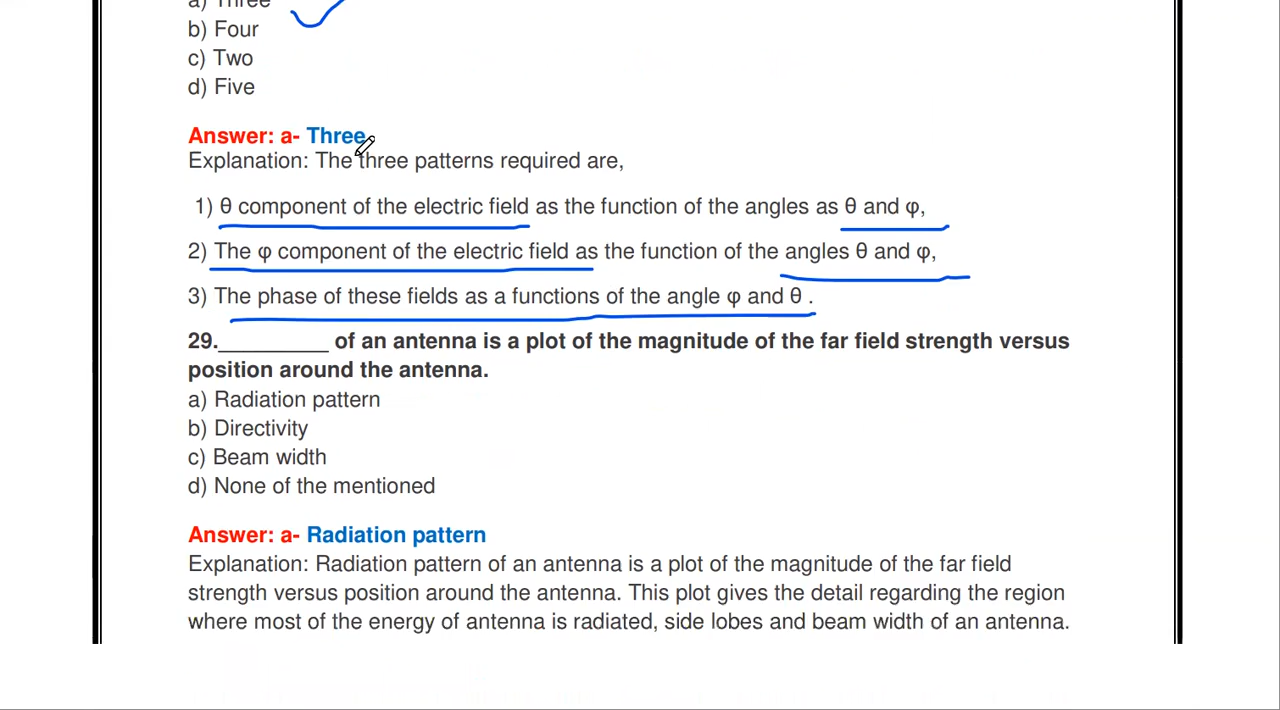 a) Three
b) Four
c) Two
d) Five
Answer: a- Three
Explanation: The three patterns required are,
1) θ component of the electric field as the function of the angles as θ and φ,
2) The φ component of the electric field as the function of the angles θ and φ,
3) The phase of these fields as a functions of the angle φ and θ .
29._________ of an antenna is a plot of the magnitude of the far field strength versus
position around the antenna.
a) Radiation pattern
b) Directivity
c) Beam width
d) None of the mentioned
Answer: a- Radiation pattern
Explanation: Radiation pattern of an antenna is a plot of the magnitude of the far field
strength versus position around the antenna. This plot gives the detail regarding the region
where most of the energy of antenna is radiated, side lobes and beam width of an antenna.